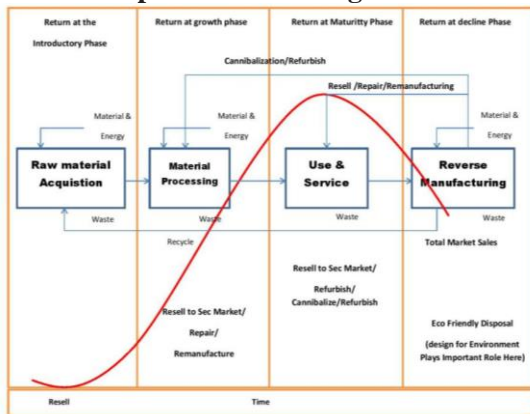 Return at the
Introductory Phase
Return at growth phase
Return at Maturitty Phase
Return at decline Phase
Cannibalization/Refurbish
Resell /Repair/Remanufacturing
Material &
Energy
Material &
Energy
Material &
Energy
Raw material
Acquistion
Material
Processing
Use &
Service
Reverse
Manufacturing
Waste
Waste
Waste
Waste
Recycle
Total Market Sales
Resell to Sec Market/
Repair/
Remanufacture
Resell to Sec Market/
Refurbish/
Cannibalize/Refurbish
Eco Friendly Disposal
(design for Environment
Plays Important Role Here)
Resell
Time